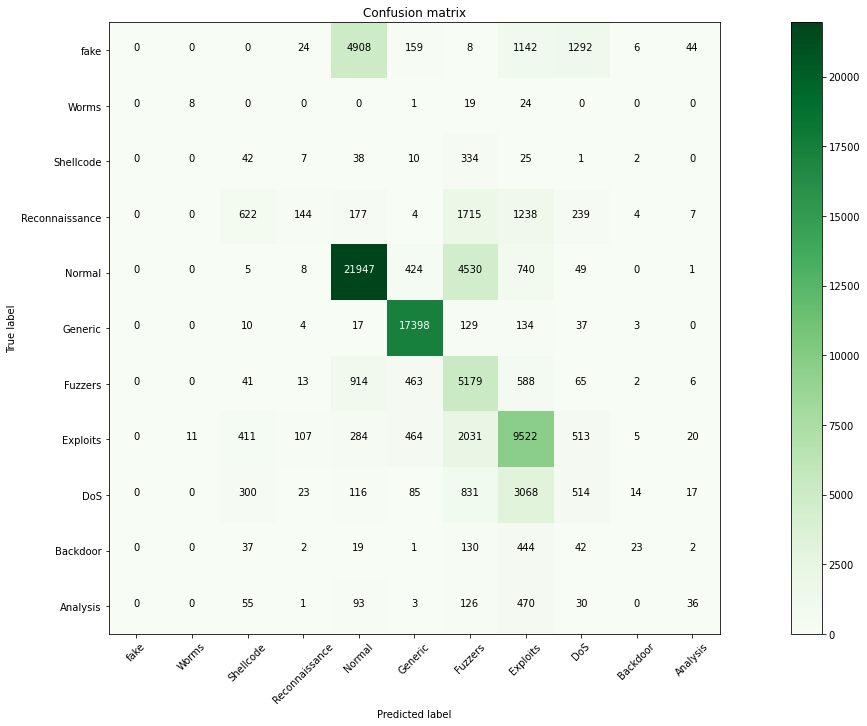 Confusion matrix
fake 0 0 0 24 4908 159 8 1142 1292 6 44
Worms 0 8 0 0 0 1 19 24 0 0 0
Shellcode 0 0 42 7 38 10 334 25 1 2 0
Reconnaissance 0 0 622 144 177 4 1715 1238 239 4 7
Normal 0 0 5 8 21947 424 4530 740 49 0 1
Generic 0 0 10 4 17 17398 129 134 37 3 0
Fuzzers 0 0 41 13 914 463 5179 588 65 2 6
Exploits 0 11 411 107 284 464 2031 9522 513 5 20
DoS 0 0 300 23 116 85 831 3068 514 14 17
Backdoor 0 0 37 2 19 1 130 444 42 23 2
Analysis 0 0 55 1 93 3 126 470 30 0 36
fake Worms Shellcode Reconnaissance Normal Generic Fuzzers Exploits DoS Backdoor Analysis
Predicted label
True label
20000
17500
15000
12500
10000
7500
5000
2500
0